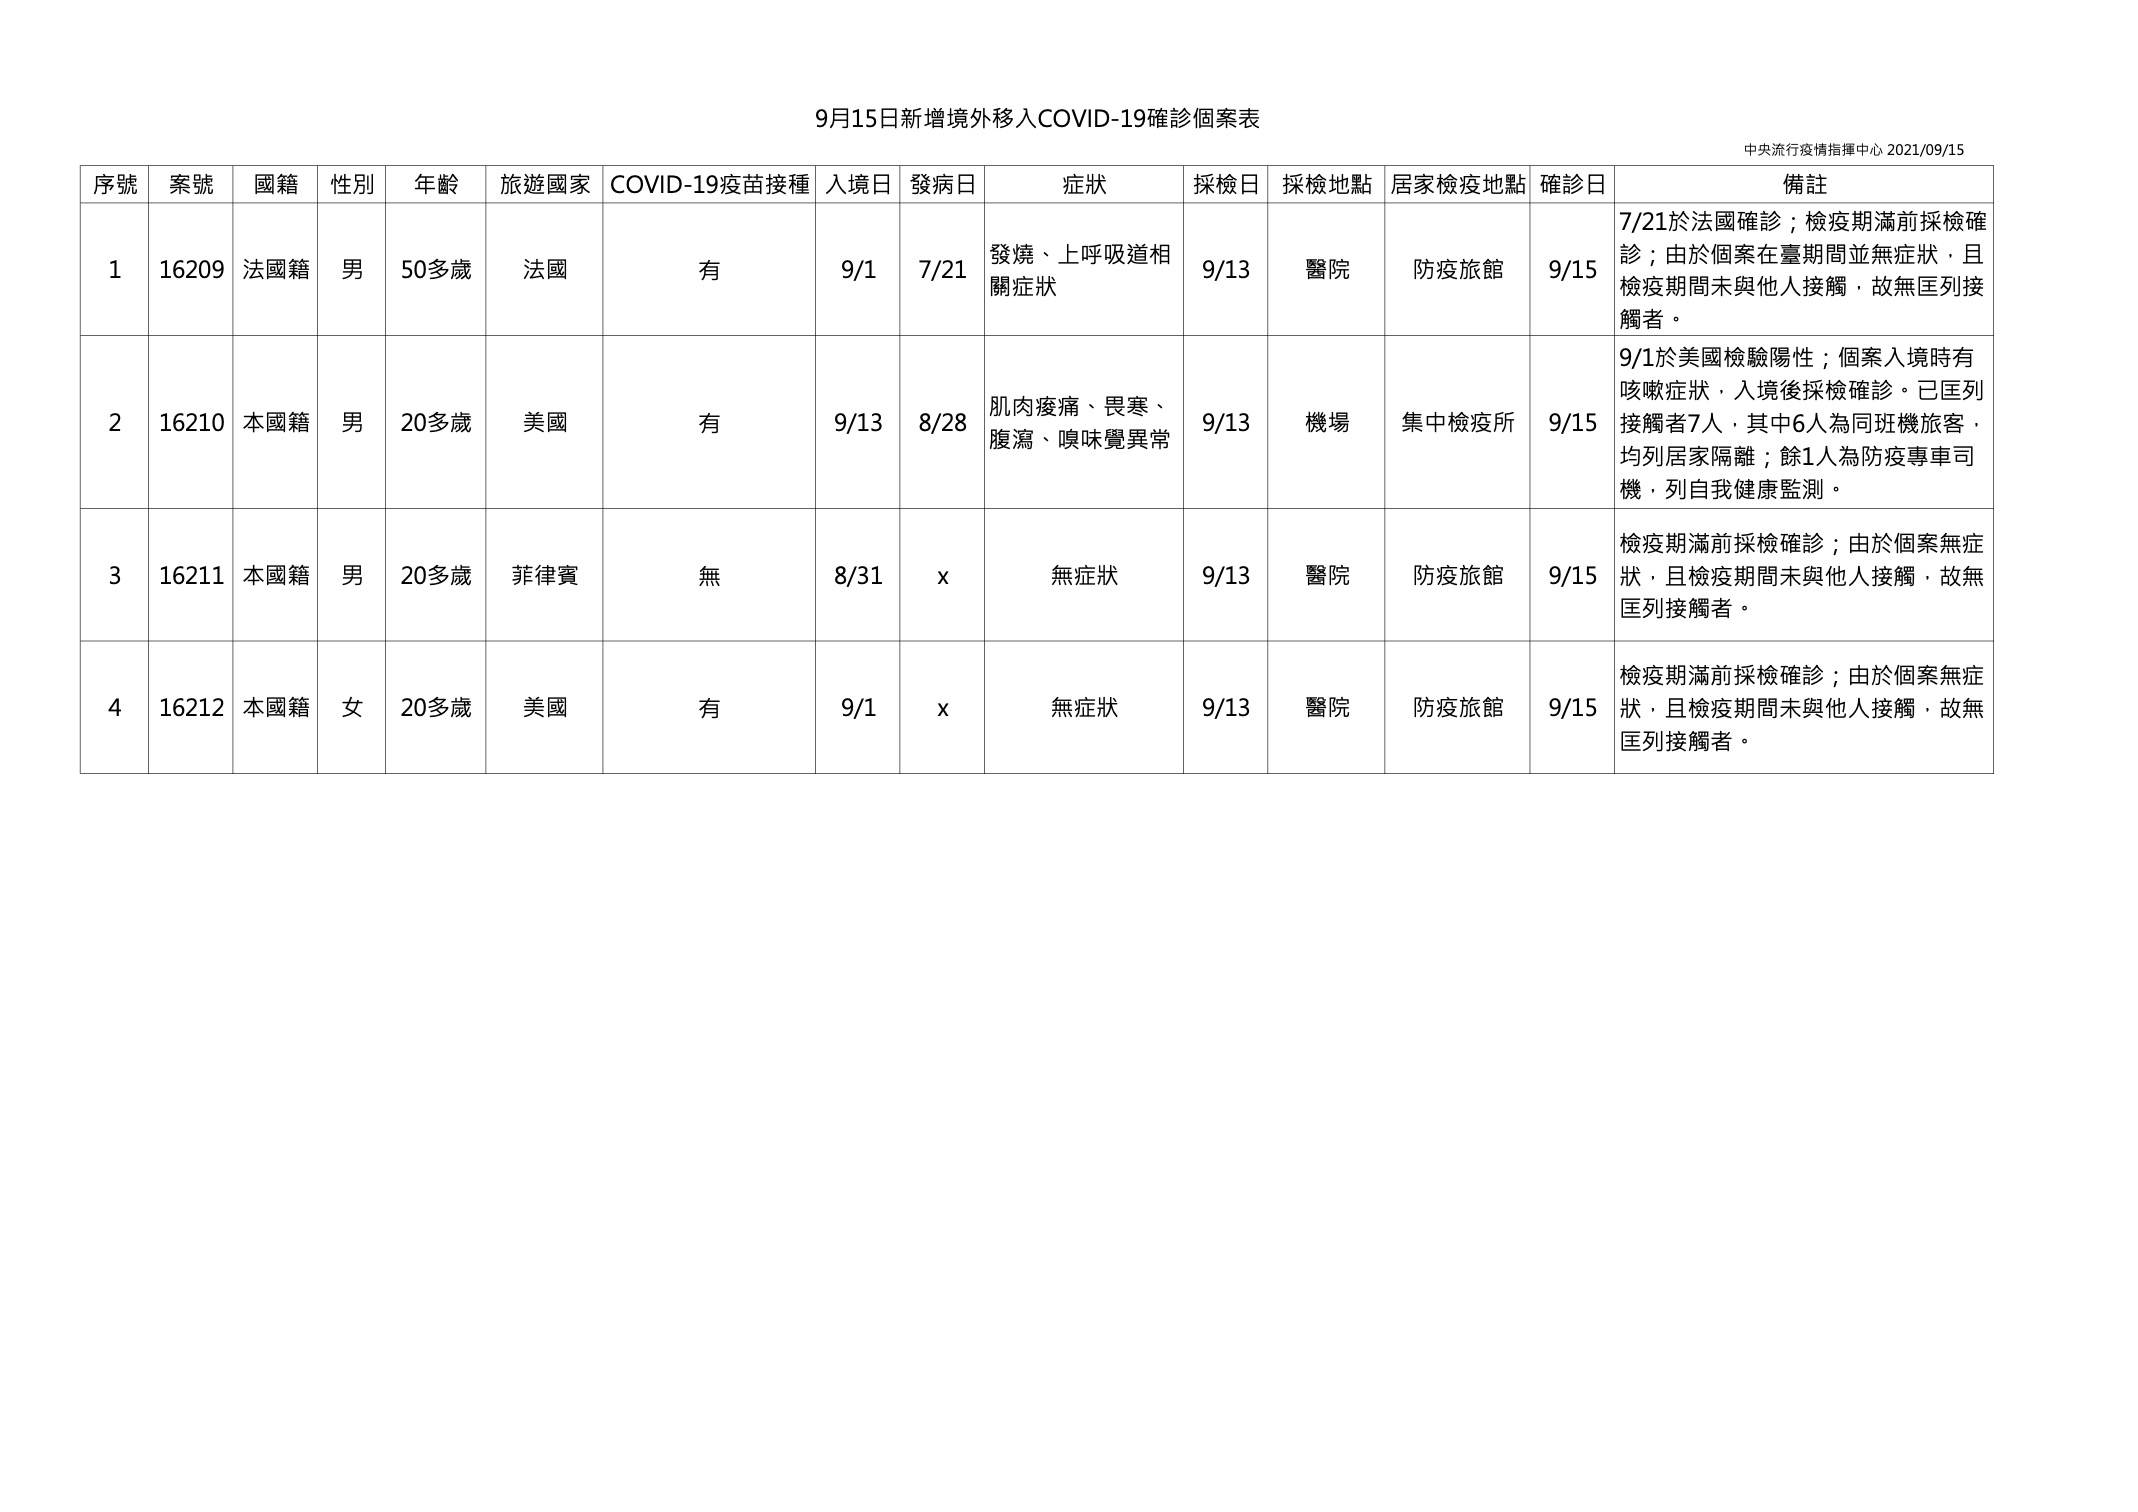 9月15日新增境外移入COVID-19確診個案表
中央流行疫情指揮中心 2021/09/15
序號 案號 國籍 性別 年齡 旅遊國家 COVID-19疫苗接種 入境日 發病日 症狀 採檢日 採檢地點 居家檢疫地點 確診日 備註
1 16209 法國籍 男 50多歲 法國 有 9/1 7/21
發燒、上呼吸道相
關症狀
9/13 醫院 防疫旅館 9/15
7/21於法國確診；檢疫期滿前採檢確
診；由於個案在臺期間並無症狀，且
檢疫期間未與他人接觸，故無匡列接
觸者。
2 16210 本國籍 男 20多歲 美國 有 9/13 8/28
肌肉痠痛、畏寒、
腹瀉、嗅味覺異常
9/13 機場 集中檢疫所 9/15
9/1於美國檢驗陽性；個案入境時有
咳嗽症狀，入境後採檢確診。已匡列
接觸者7人，其中6人為同班機旅客，
均列居家隔離；餘1人為防疫專車司
機，列自我健康監測。
3 16211 本國籍 男 20多歲 菲律賓 無 8/31 x 無症狀 9/13 醫院 防疫旅館 9/15
檢疫期滿前採檢確診；由於個案無症
狀，且檢疫期間未與他人接觸，故無
匡列接觸者。
4 16212 本國籍 女 20多歲 美國 有 9/1 x 無症狀 9/13 醫院 防疫旅館 9/15
檢疫期滿前採檢確診；由於個案無症
狀，且檢疫期間未與他人接觸，故無
匡列接觸者。